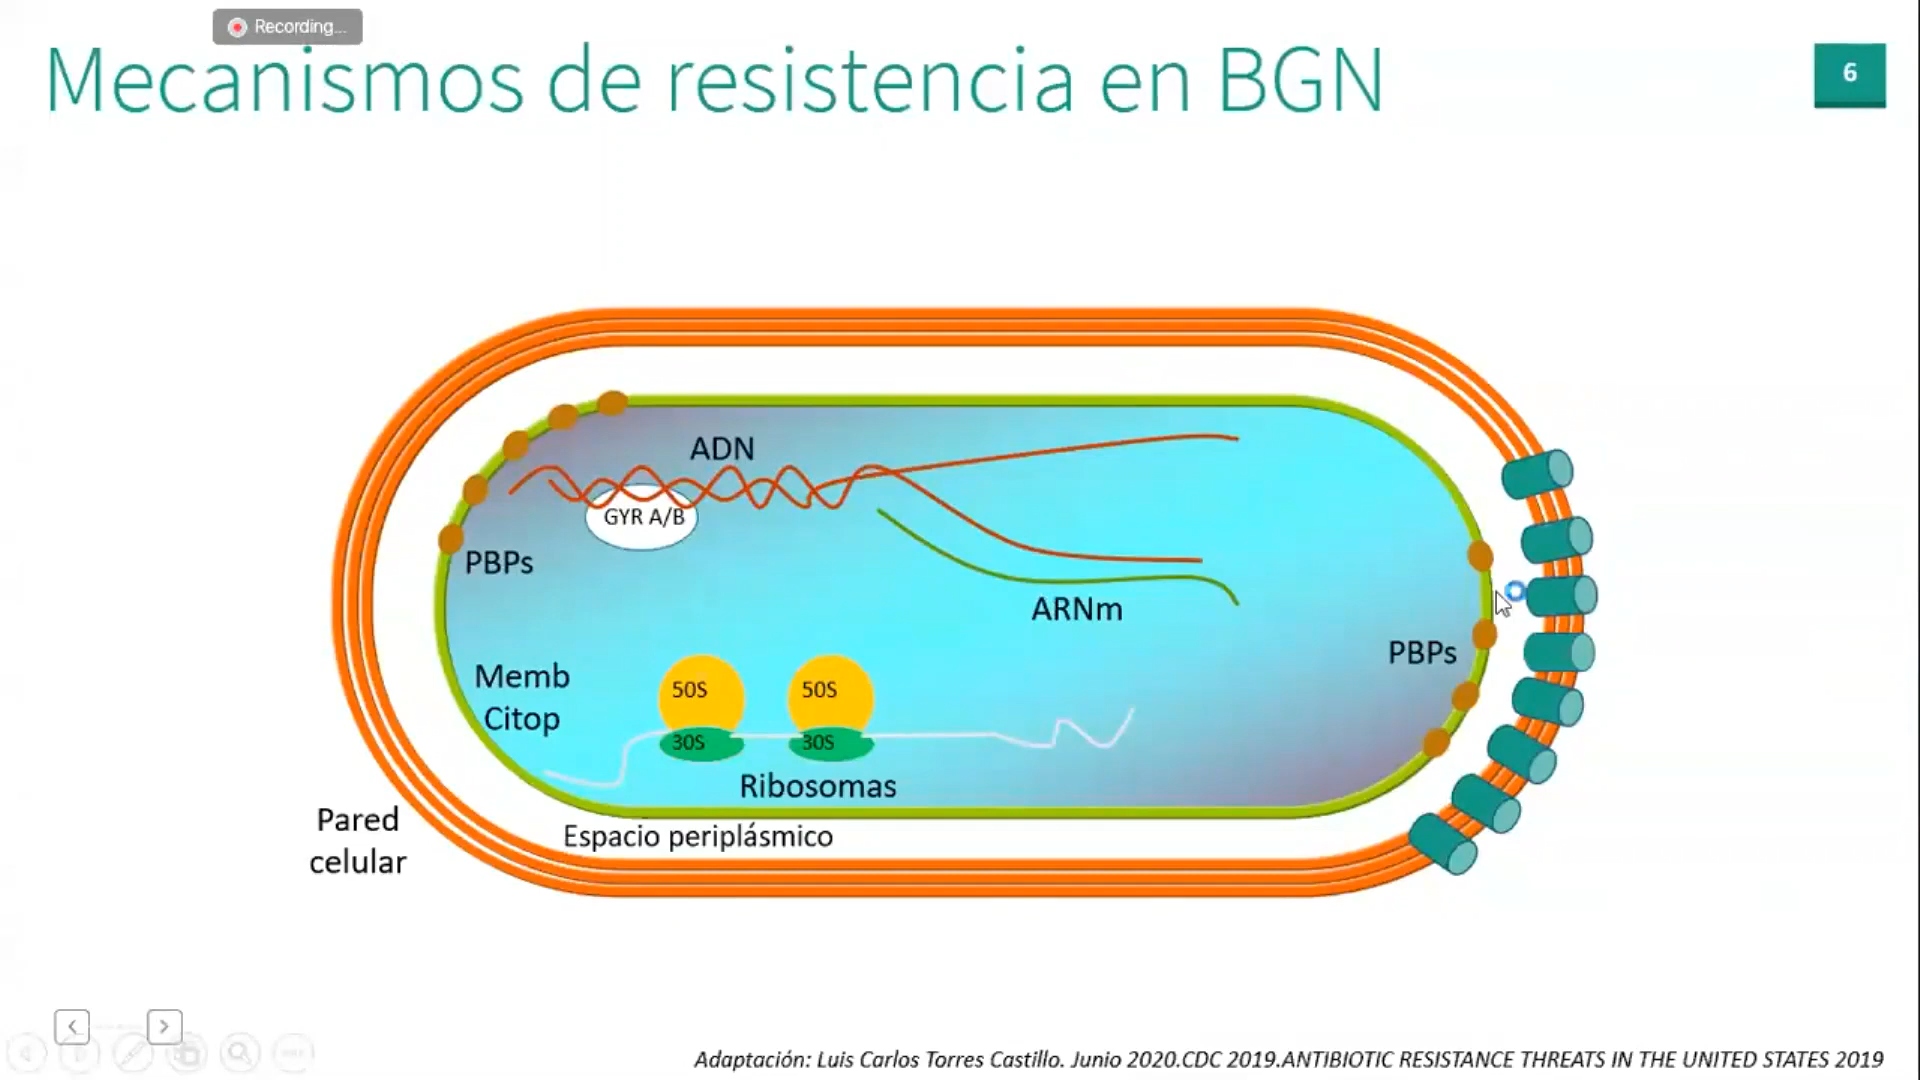 Recording...
Mecanismos de resistencia en BGN
6
ADN
GYR A/B
PBPs
ARNm
PBPs
Memb
Citop
50S
50S
30S
30S
Ribosomas
Pared
celular
Espacio periplásmico
Adaptación: Luis Carlos Torres Castillo. Junio 2020.CDC 2019.ANTIBIOTIC RESISTANCE THREATS IN THE UNITED STATES 2019